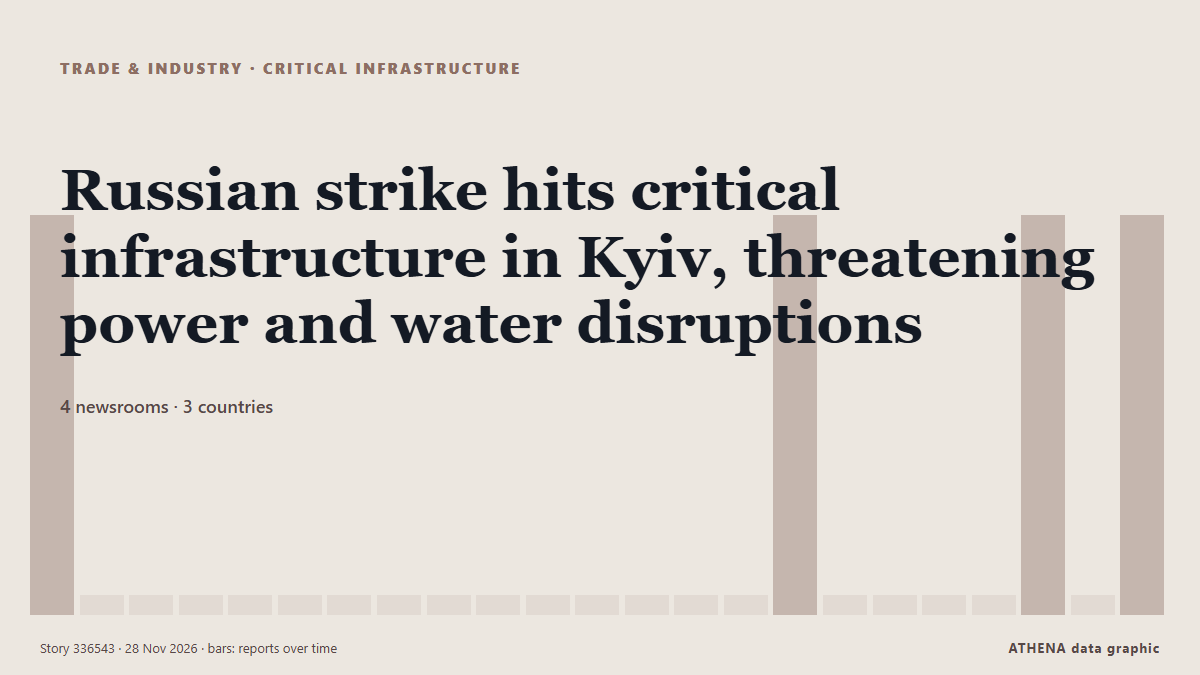 TRADE & INDUSTRY · CRITICAL INFRASTRUCTURE
Russian strike hits critical
infrastructure in Kyiv, threatening
power and water disruptions
4 newsrooms · 3 countries
Story 336543 · 28 Nov 2026 · bars: reports over time
ATHENA data graphic